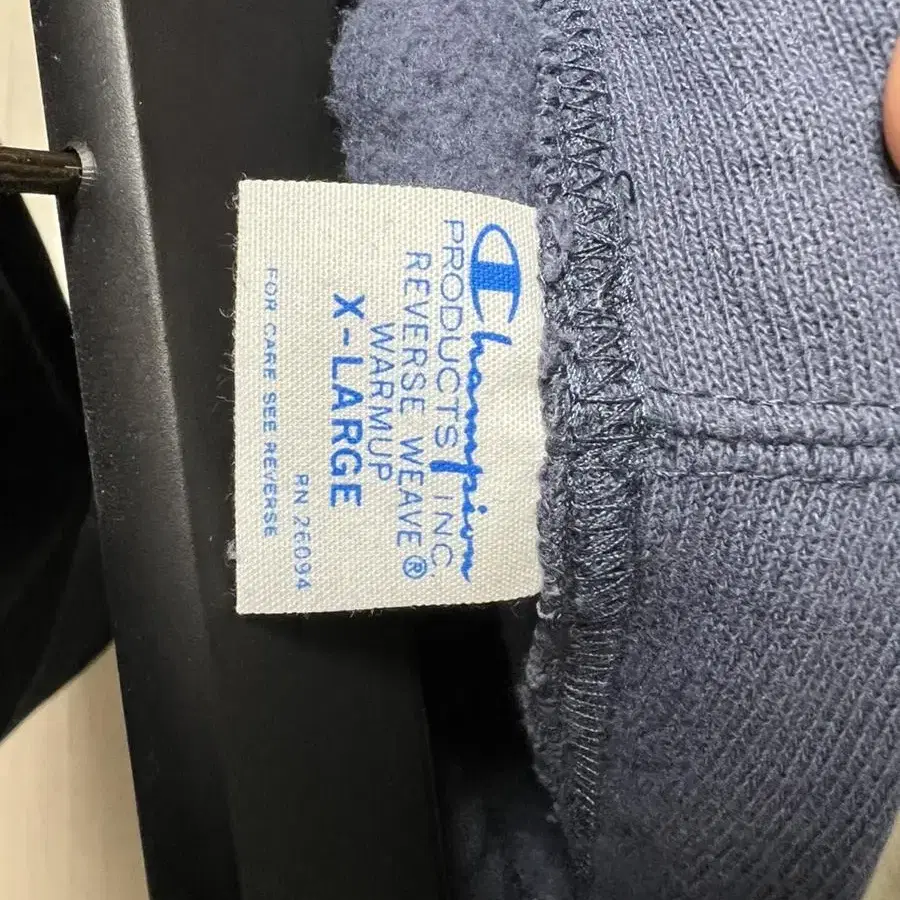 Champion
PRODUCTS INC.
REVERSE WEAVE®
WARMUP
X-LARGE
RN 26094
FOR CARE SEE REVERSE